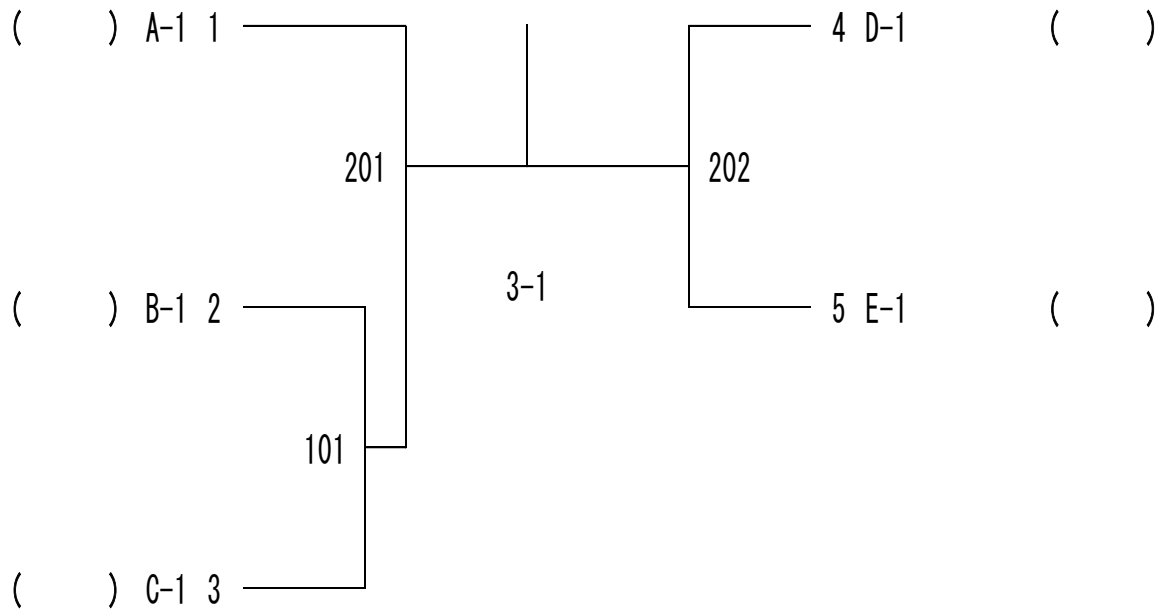 ( ) A-1 1
4 D-1 ( )
201
202
3-1
( ) B-1 2
5 E-1 ( )
101
( ) C-1 3